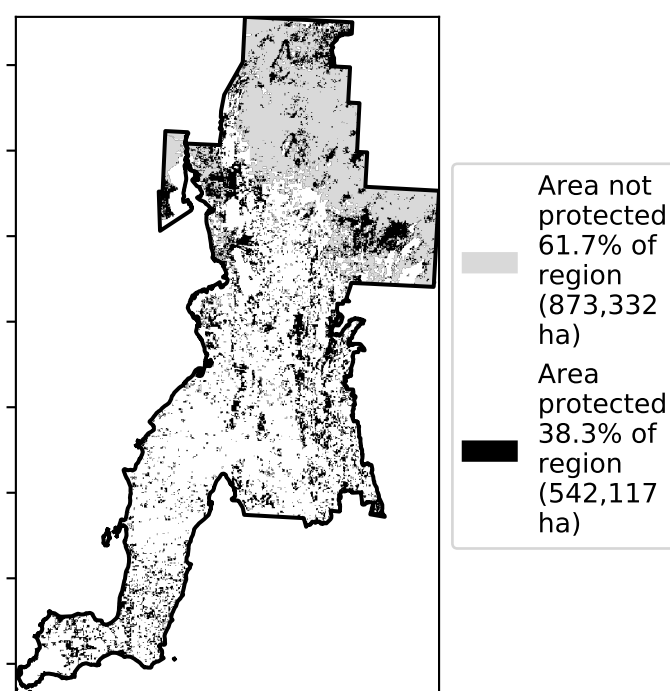 Area not
protected
61.7% of
region
(873,332
ha)
Area
protected
38.3% of
region
(542,117
ha)